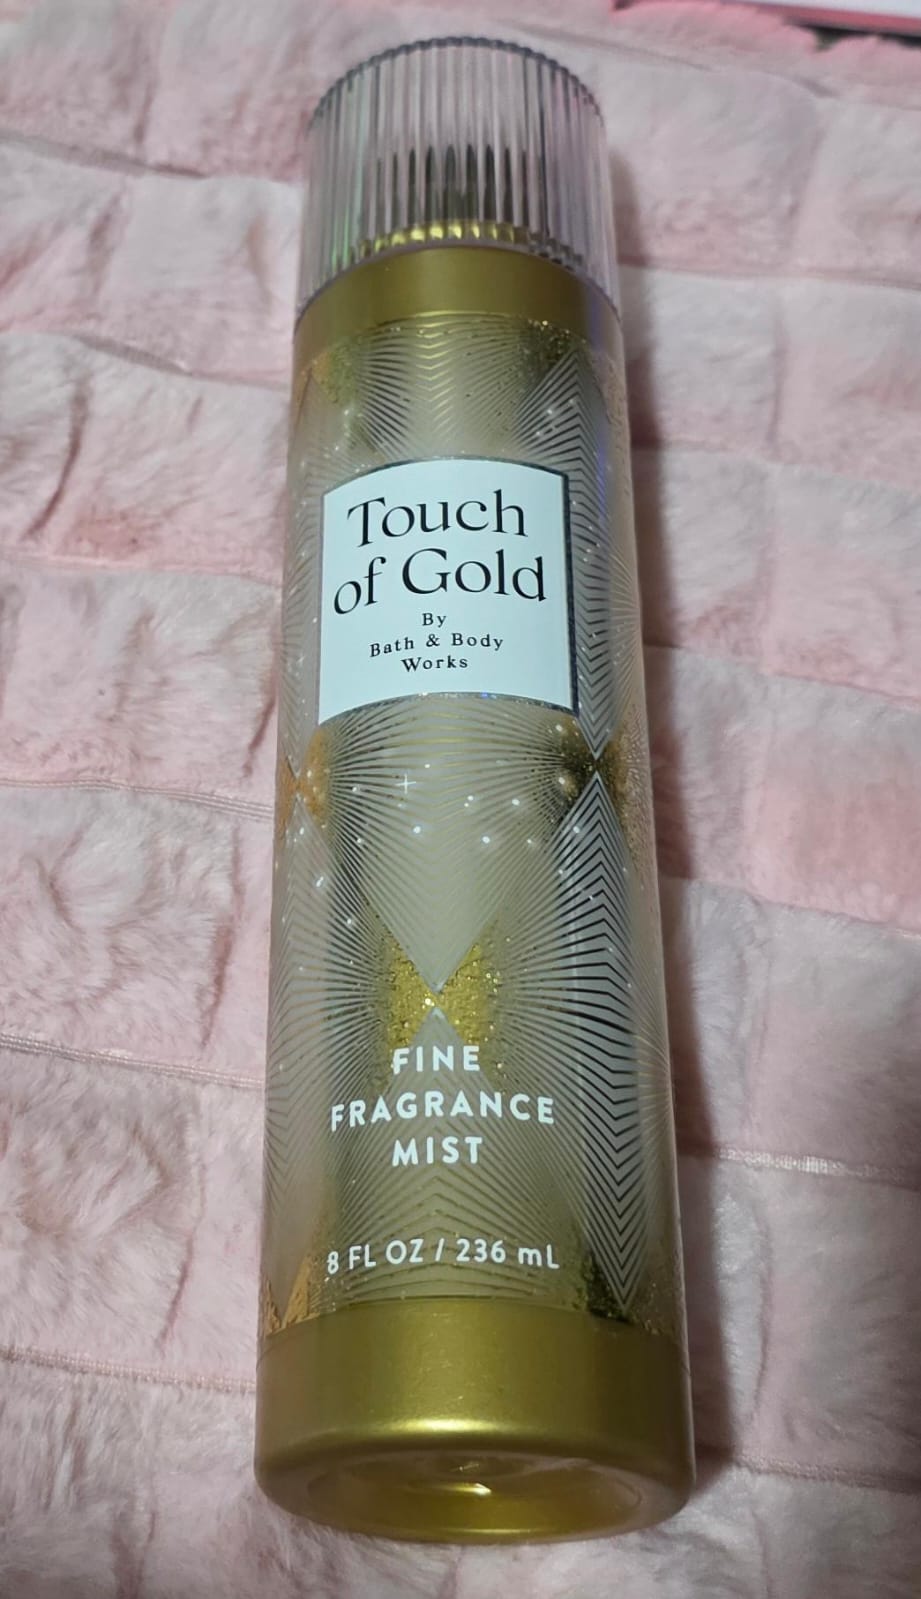 Touch
of Gold
By
Bath & Body
Works
FINE
FRAGRANCE
MIST
8 FL OZ / 236 mL